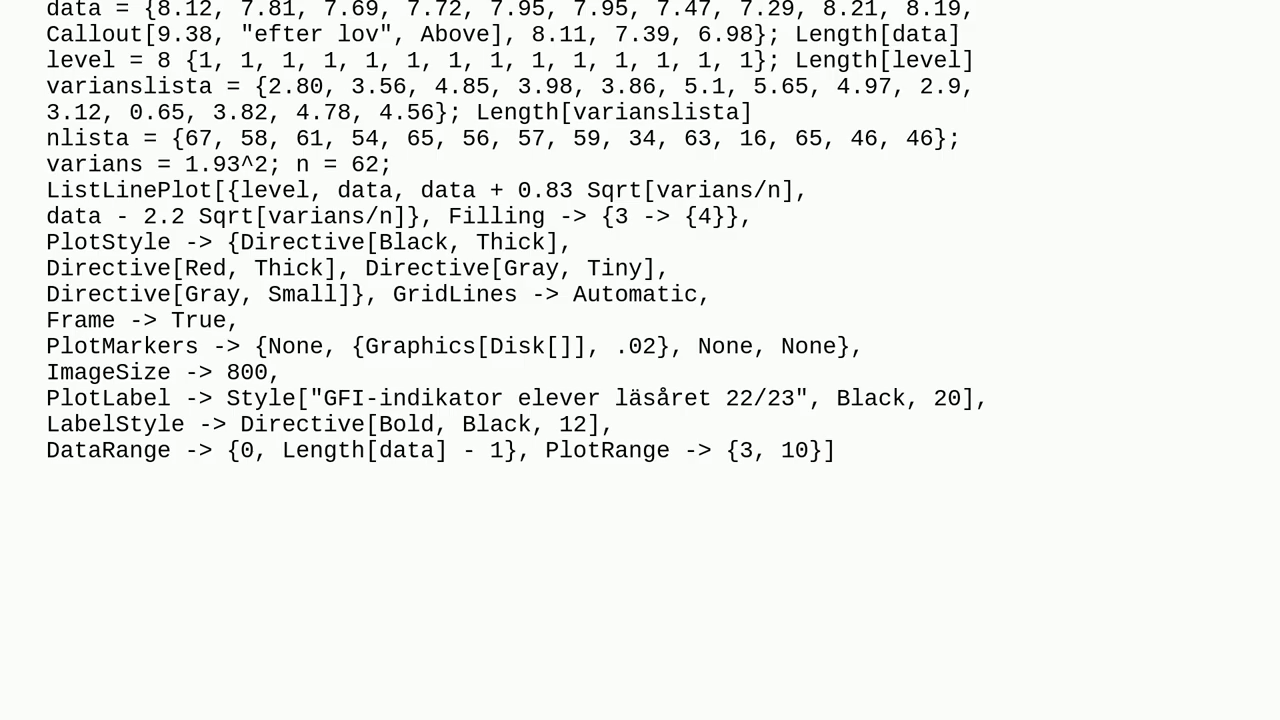 data = {8.12, 7.81, 7.69, 7.72, 7.95, 7.95, 7.47, 7.29, 8.21, 8.19,
Callout[9.38, "efter lov", Above], 8.11, 7.39, 6.98}; Length[data]
level = 8 {1, 1, 1, 1, 1, 1, 1, 1, 1, 1, 1, 1, 1, 1}; Length[level]
varianslista = {2.80, 3.56, 4.85, 3.98, 3.86, 5.1, 5.65, 4.97, 2.9,
3.12, 0.65, 3.82, 4.78, 4.56}; Length[varianslista]
nlista = {67, 58, 61, 54, 65, 56, 57, 59, 34, 63, 16, 65, 46, 46};
varians = 1.93^2; n = 62;
ListLinePlot[{level, data, data + 0.83 Sqrt[varians/n],
data - 2.2 Sqrt[varians/n]}, Filling -> {3 -> {4}},
PlotStyle -> {Directive[Black, Thick],
Directive[Red, Thick], Directive[Gray, Tiny],
Directive[Gray, Small]}, GridLines -> Automatic,
Frame -> True,
PlotMarkers -> {None, {Graphics[Disk[]], .02}, None, None},
ImageSize -> 800,
PlotLabel -> Style["GFI-indikator elever läsåret 22/23", Black, 20],
LabelStyle -> Directive[Bold, Black, 12],
DataRange -> {0, Length[data] - 1}, PlotRange -> {3, 10}]